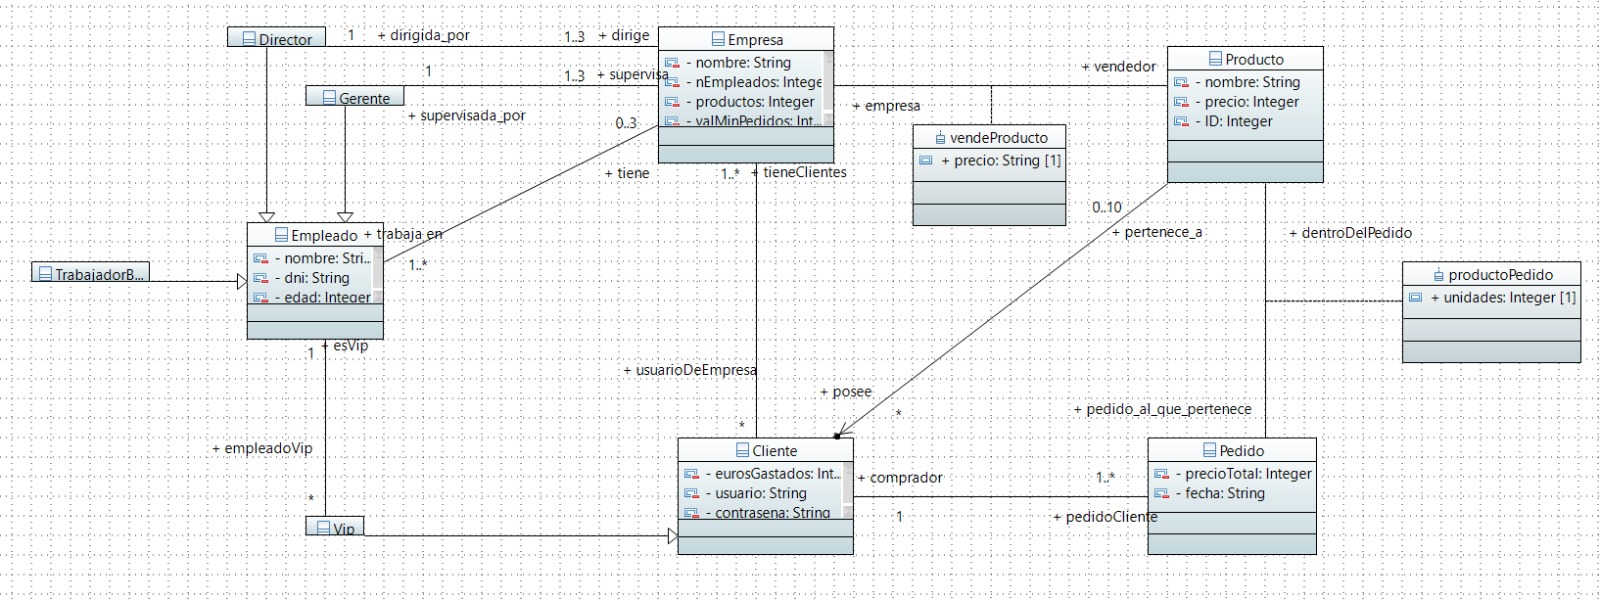 Director
1
+ dirigida_por
1..3
+ dirige
Gerente
1
1..3
+ supervisa
+ supervisada_por
Empresa
- nombre: String
- nEmpleados: Intege
- productos: Integer
- valMinPedidos: Int...
+ vendedor
+ empresa
Producto
- nombre: String
- precio: Integer
- ID: Integer
vendeProducto
+ precio: String [1]
0..3
+ tiene
1..*
+ tieneClientes
0..10
+ pertenece_a
+ dentroDelPedido
Empleado
- nombre: Stri...
- dni: String
- edad: Integer
+ trabaja en
1..*
TrabajadorB...
productoPedido
+ unidades: Integer [1]
1
+ esVip
+ usuarioDeEmpresa
*
+ posee
*
+ pedido_al_que_pertenece
+ empleadoVip
*
Vip
Cliente
- eurosGastados: Int...
- usuario: String
- contrasena: String
+ comprador
1
1..*
+ pedidoCliente
Pedido
- precioTotal: Integer
- fecha: String